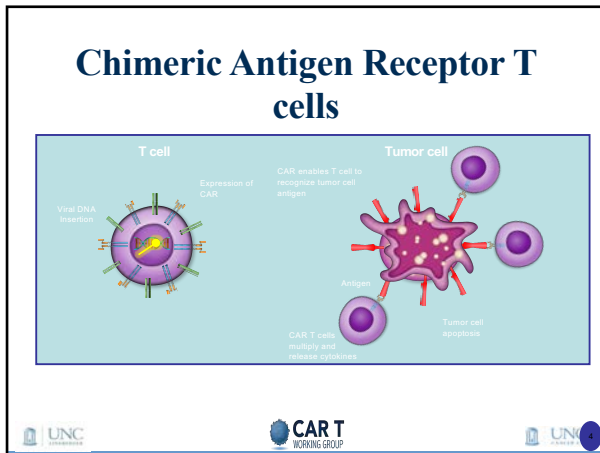 Chimeric Antigen Receptor T
cells
T cell
Tumor cell
CAR enables T cell to
recognize tumor cell
antigen
Expression of
CAR
Viral DNA
Insertion
Antigen
CAR T cells
multiply and
release cytokines
Tumor cell
apoptosis
UNC
CAR T
WORKING GROUP
UNC
4